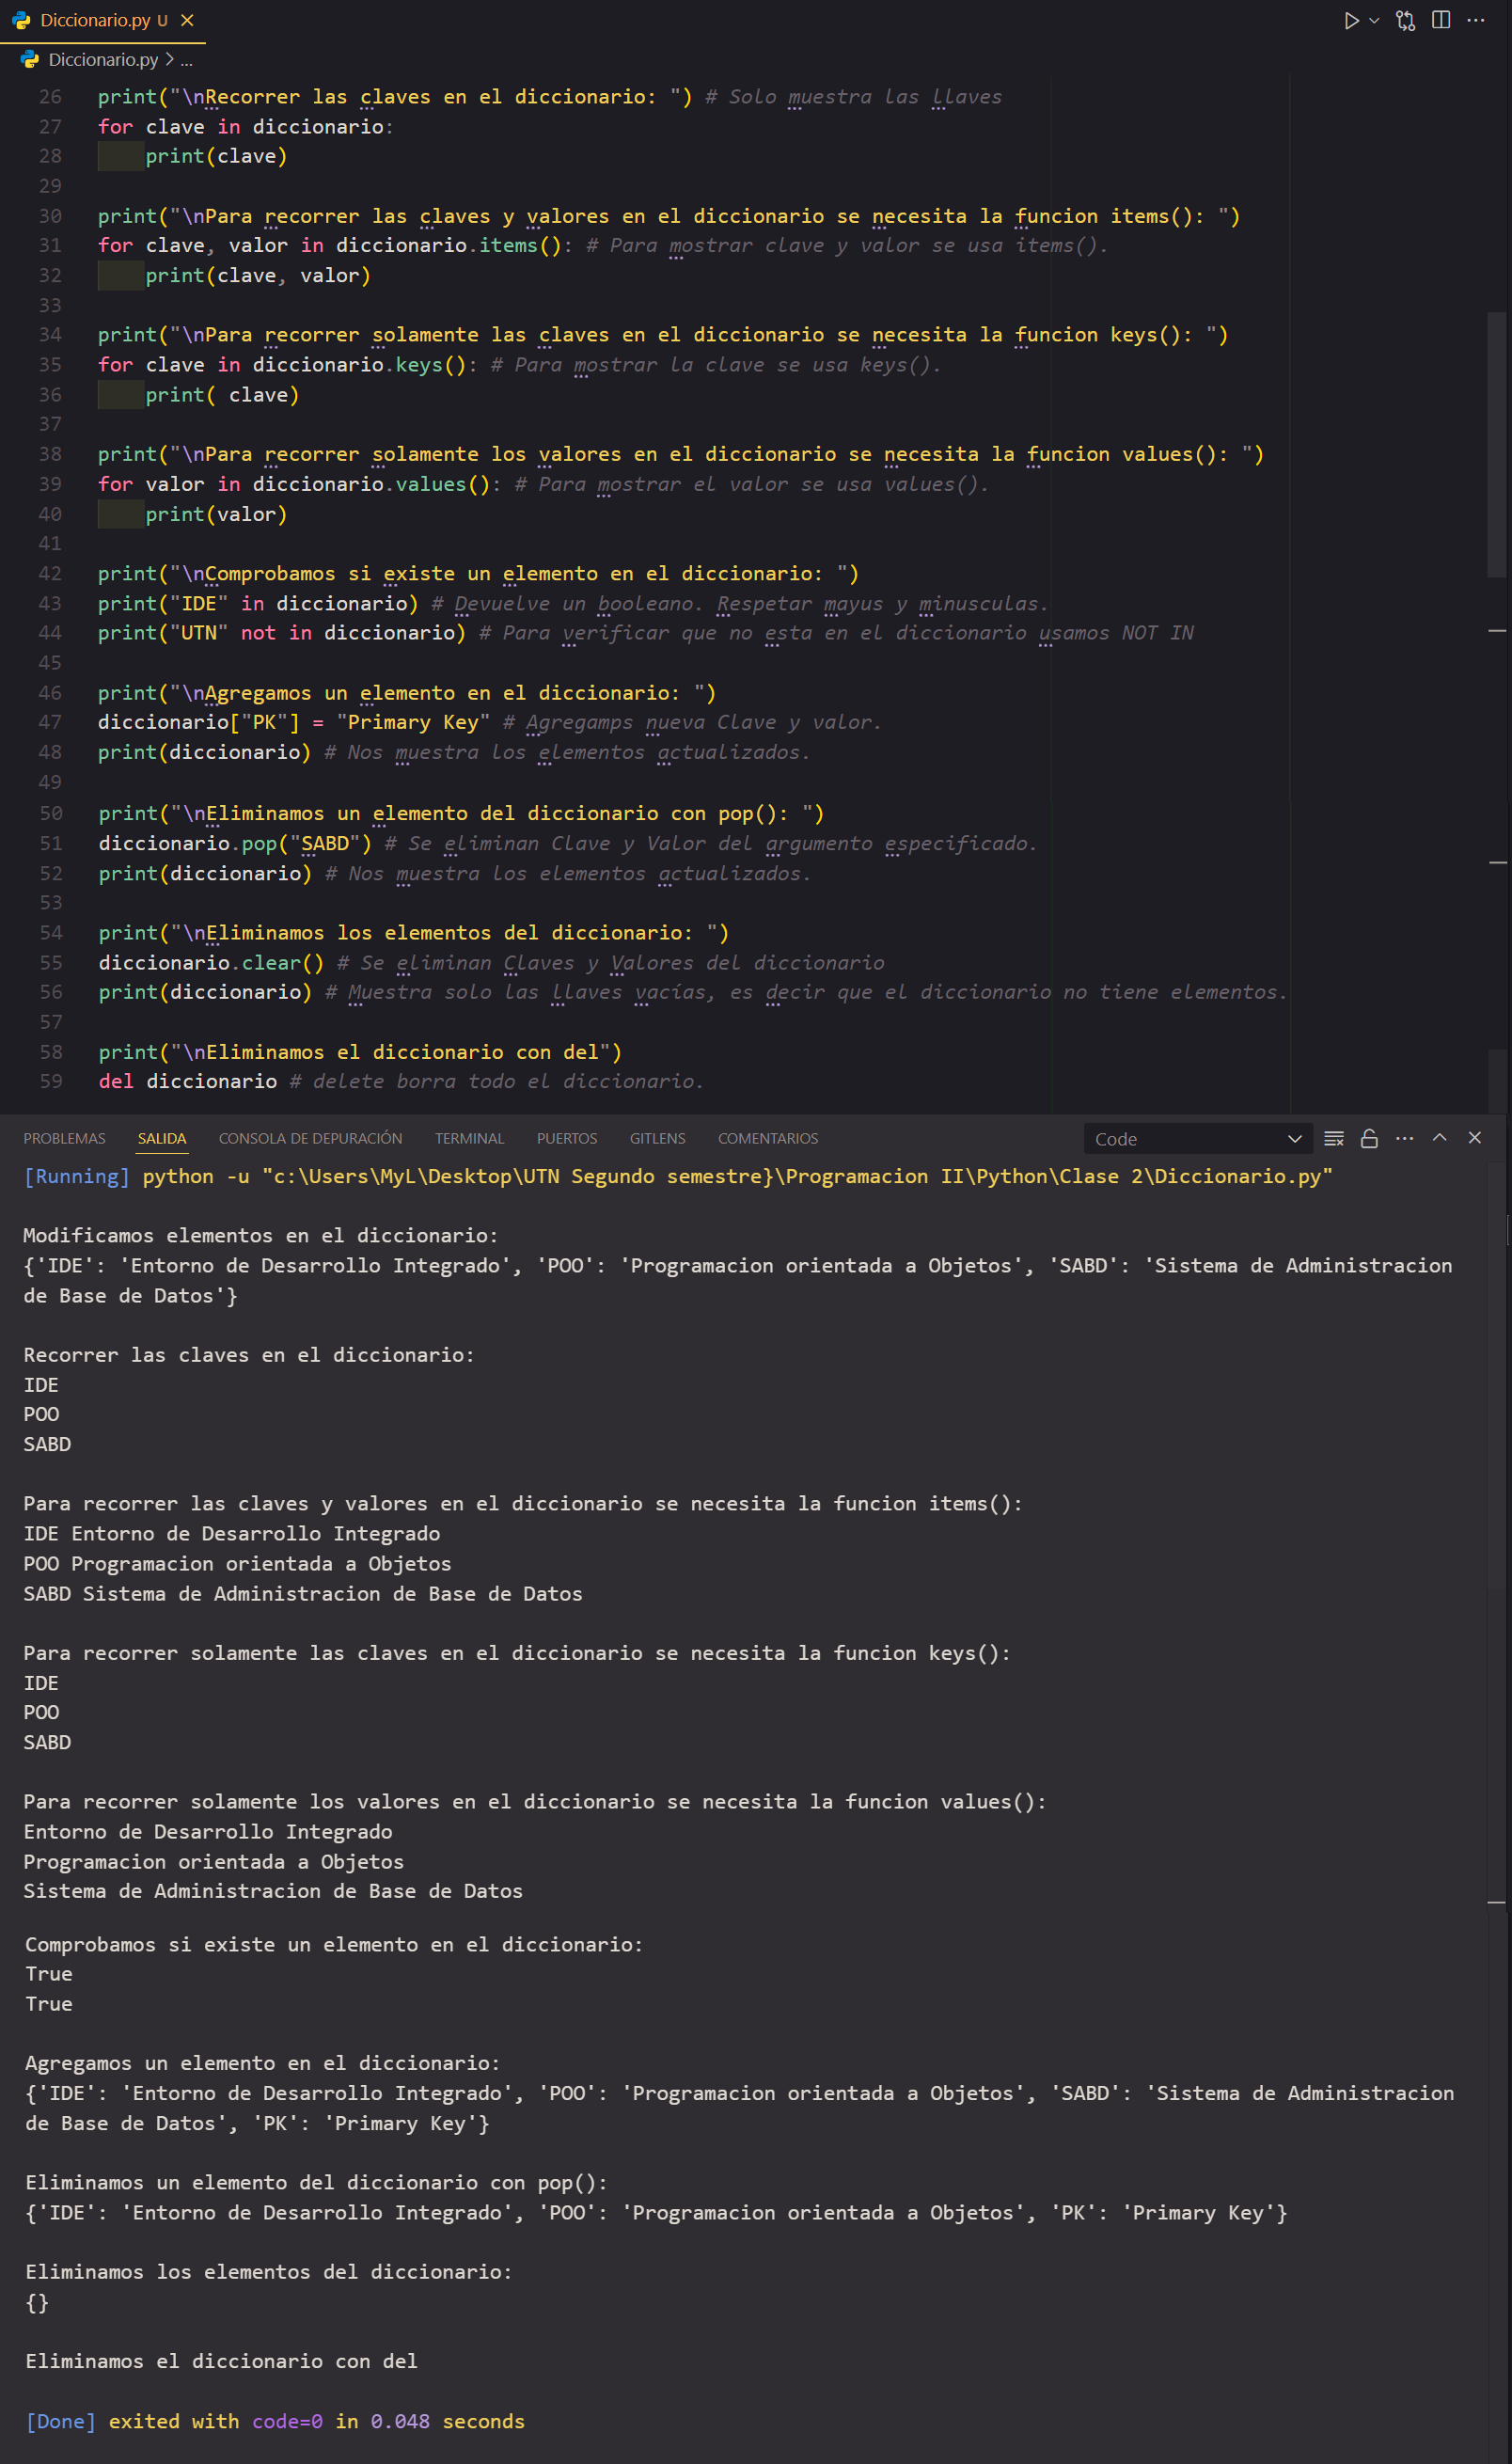 Diccionario.py U
Diccionario.py > ...
26 print("\nRecorrer las claves en el diccionario: ") # Solo muestra las llaves
27 for clave in diccionario:
28     print(clave)
29
30 print("\nPara recorrer las claves y valores en el diccionario se necesita la funcion items(): ")
31 for clave, valor in diccionario.items(): # Para mostrar clave y valor se usa items().
32     print(clave, valor)
33
34 print("\nPara recorrer solamente las claves en el diccionario se necesita la funcion keys(): ")
35 for clave in diccionario.keys(): # Para mostrar la clave se usa keys().
36     print( clave)
37
38 print("\nPara recorrer solamente los valores en el diccionario se necesita la funcion values(): ")
39 for valor in diccionario.values(): # Para mostrar el valor se usa values().
40     print(valor)
41
42 print("\nComprobamos si existe un elemento en el diccionario: ")
43 print("IDE" in diccionario) # Devuelve un booleano. Respetar mayus y minusculas.
44 print("UTN" not in diccionario) # Para verificar que no esta en el diccionario usamos NOT IN
45
46 print("\nAgregamos un elemento en el diccionario: ")
47 diccionario["PK"] = "Primary Key" # Agregamps nueva Clave y valor.
48 print(diccionario) # Nos muestra los elementos actualizados.
49
50 print("\nEliminamos un elemento del diccionario con pop(): ")
51 diccionario.pop("SABD") # Se eliminan Clave y Valor del argumento especificado.
52 print(diccionario) # Nos muestra los elementos actualizados.
53
54 print("\nEliminamos los elementos del diccionario: ")
55 diccionario.clear() # Se eliminan Claves y Valores del diccionario
56 print(diccionario) # Muestra solo las llaves vacías, es decir que el diccionario no tiene elementos.
57
58 print("\nEliminamos el diccionario con del")
59 del diccionario # delete borra todo el diccionario.
PROBLEMAS SALIDA CONSOLA DE DEPURACIÓN TERMINAL PUERTOS GITLENS COMENTARIOS Code
[Running] python -u "c:\Users\MyL\Desktop\UTN Segundo semestre}\Programacion II\Python\Clase 2\Diccionario.py"
Modificamos elementos en el diccionario:
{'IDE': 'Entorno de Desarrollo Integrado', 'POO': 'Programacion orientada a Objetos', 'SABD': 'Sistema de Administracion
de Base de Datos'}
Recorrer las claves en el diccionario:
IDE
POO
SABD
Para recorrer las claves y valores en el diccionario se necesita la funcion items():
IDE Entorno de Desarrollo Integrado
POO Programacion orientada a Objetos
SABD Sistema de Administracion de Base de Datos
Para recorrer solamente las claves en el diccionario se necesita la funcion keys():
IDE
POO
SABD
Para recorrer solamente los valores en el diccionario se necesita la funcion values():
Entorno de Desarrollo Integrado
Programacion orientada a Objetos
Sistema de Administracion de Base de Datos
Comprobamos si existe un elemento en el diccionario:
True
True
Agregamos un elemento en el diccionario:
{'IDE': 'Entorno de Desarrollo Integrado', 'POO': 'Programacion orientada a Objetos', 'SABD': 'Sistema de Administracion
de Base de Datos', 'PK': 'Primary Key'}
Eliminamos un elemento del diccionario con pop():
{'IDE': 'Entorno de Desarrollo Integrado', 'POO': 'Programacion orientada a Objetos', 'PK': 'Primary Key'}
Eliminamos los elementos del diccionario:
{}
Eliminamos el diccionario con del
[Done] exited with code=0 in 0.048 seconds